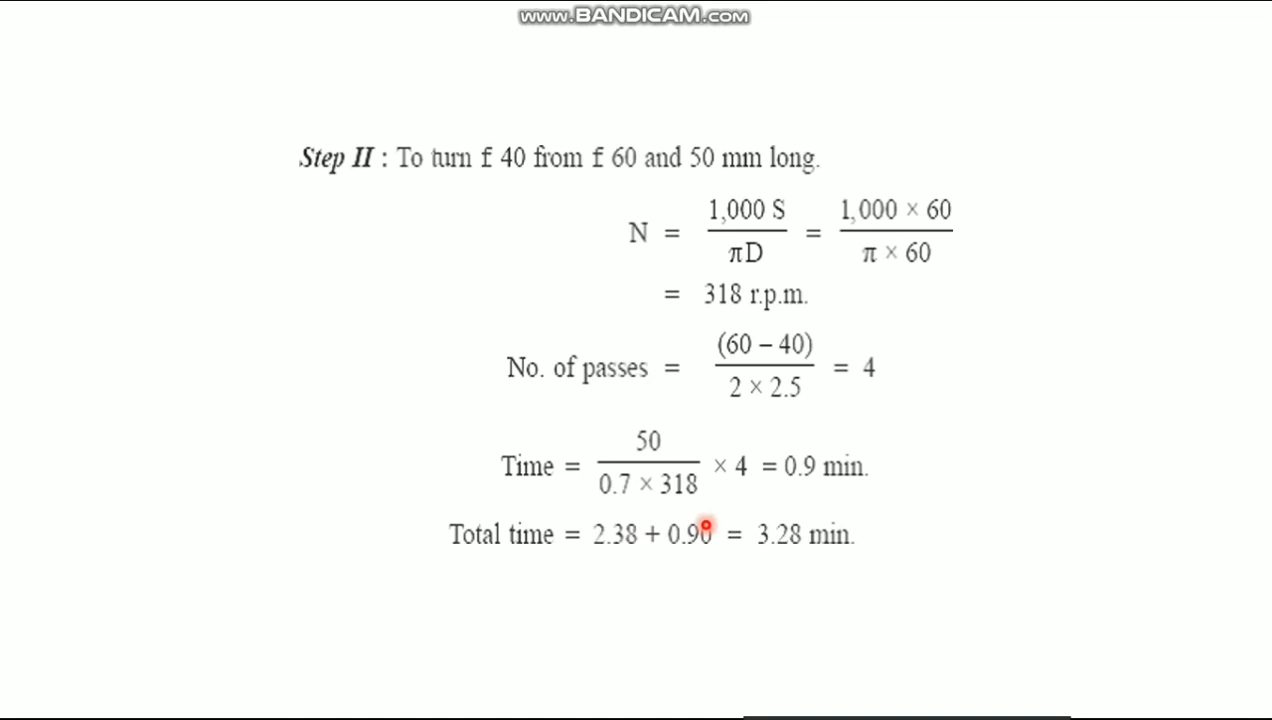 www.BANDICAM.com
Step II : To turn f 40 from f 60 and 50 mm long.
N = 1,000 S / πD = 1,000 × 60 / π × 60
= 318 r.p.m.
No. of passes = (60 – 40) / 2 × 2.5 = 4
Time = 50 / 0.7 × 318 × 4 = 0.9 min.
Total time = 2.38 + 0.90 = 3.28 min.